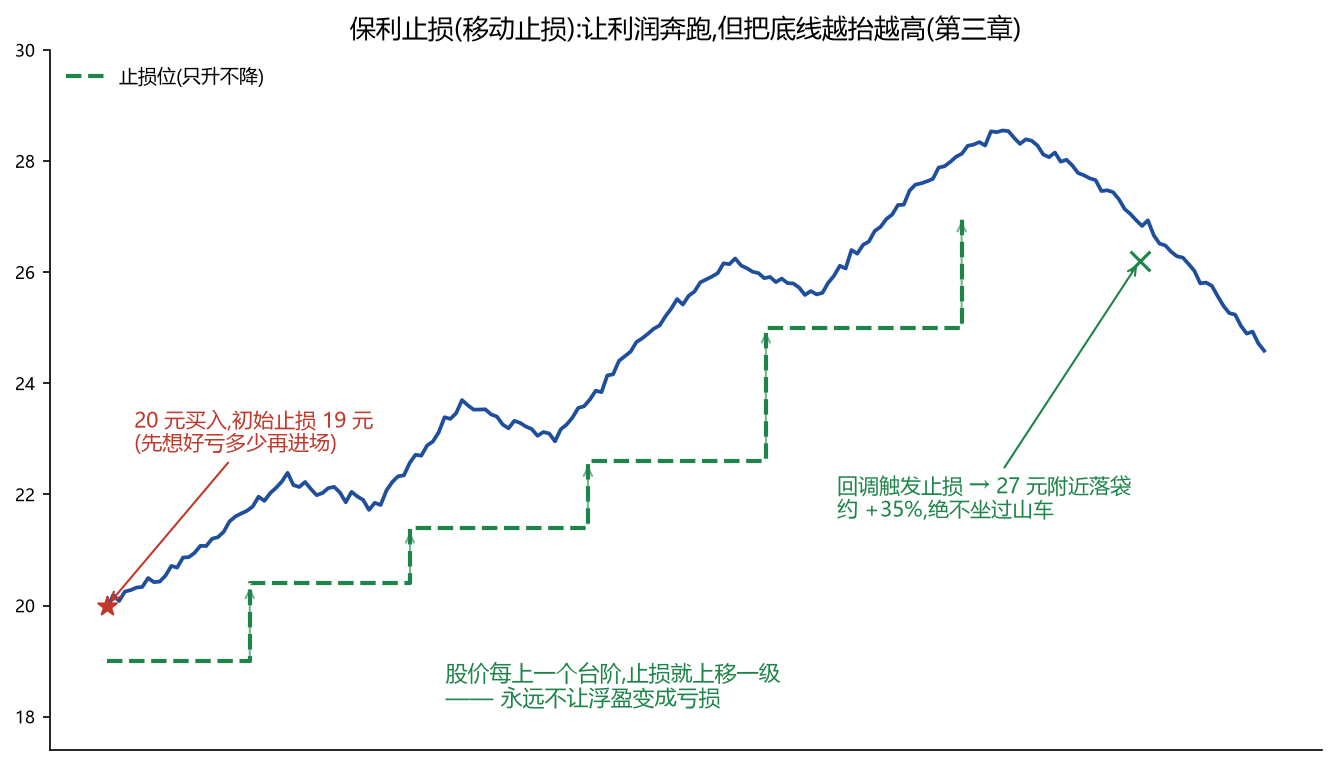 保利止损(移动止损):让利润奔跑,但把底线越抬越高(第三章)
30
止损位(只升不降)
28
26
24
20 元买入,初始止损 19 元
(先想好亏多少再进场)
回调触发止损 → 27 元附近落袋
约 +35%,绝不坐过山车
22
20
股价每上一个台阶,止损就上移一级
—— 永远不让浮盈变成亏损
18